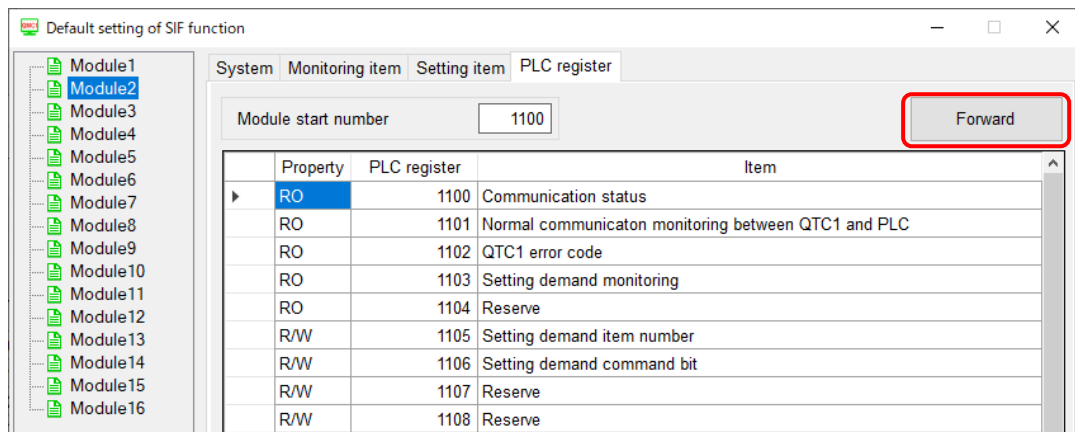 Default setting of SIF function
Module1
Module2
Module3
Module4
Module5
Module6
Module7
Module8
Module9
Module10
Module11
Module12
Module13
Module14
Module15
Module16
System Monitoring item Setting item PLC register
Module start number 1100 Forward
Property PLC register Item
RO 1100 Communication status
RO 1101 Normal communicaton monitoring between QTC1 and PLC
RO 1102 QTC1 error code
RO 1103 Setting demand monitoring
RO 1104 Reserve
R/W 1105 Setting demand item number
R/W 1106 Setting demand command bit
R/W 1107 Reserve
R/W 1108 Reserve